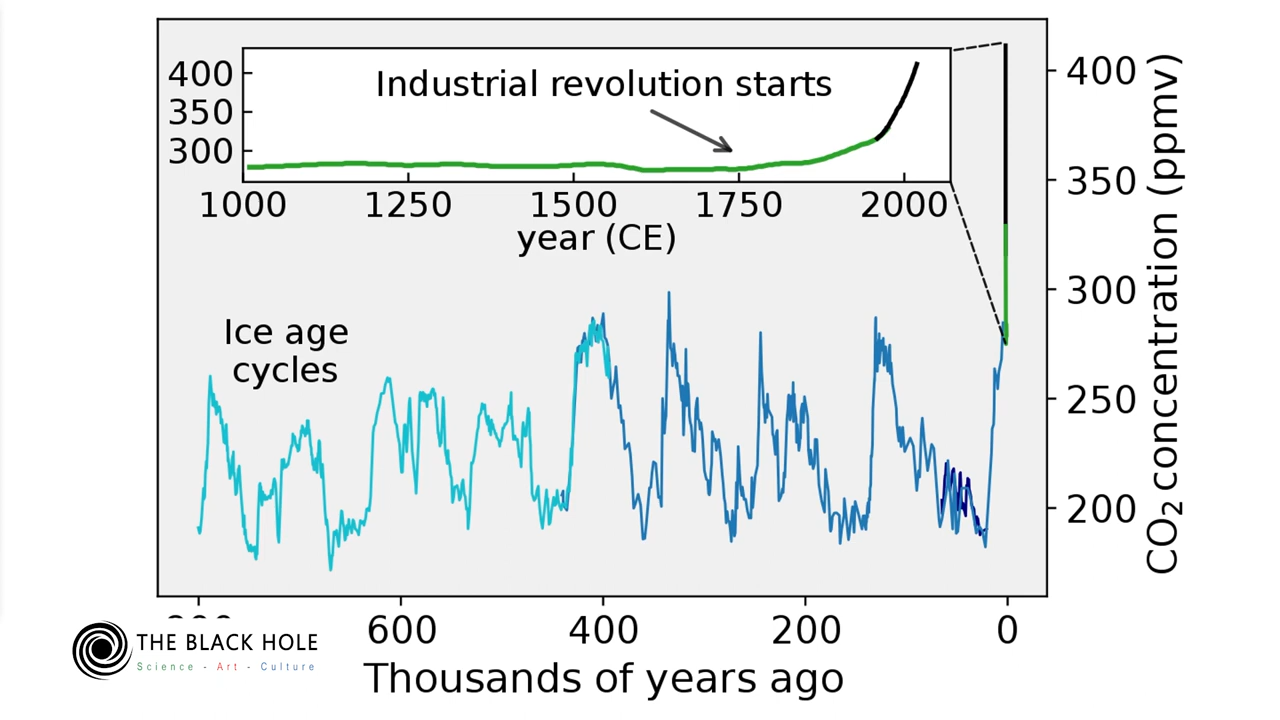 400
350
300
Industrial revolution starts
1000 1250 1500 1750 2000
year (CE)
Ice age
cycles
400
350
300
250
200
CO₂ concentration (ppmv)
600 400 200 0
Thousands of years ago
THE BLACK HOLE
Science - Art - Culture